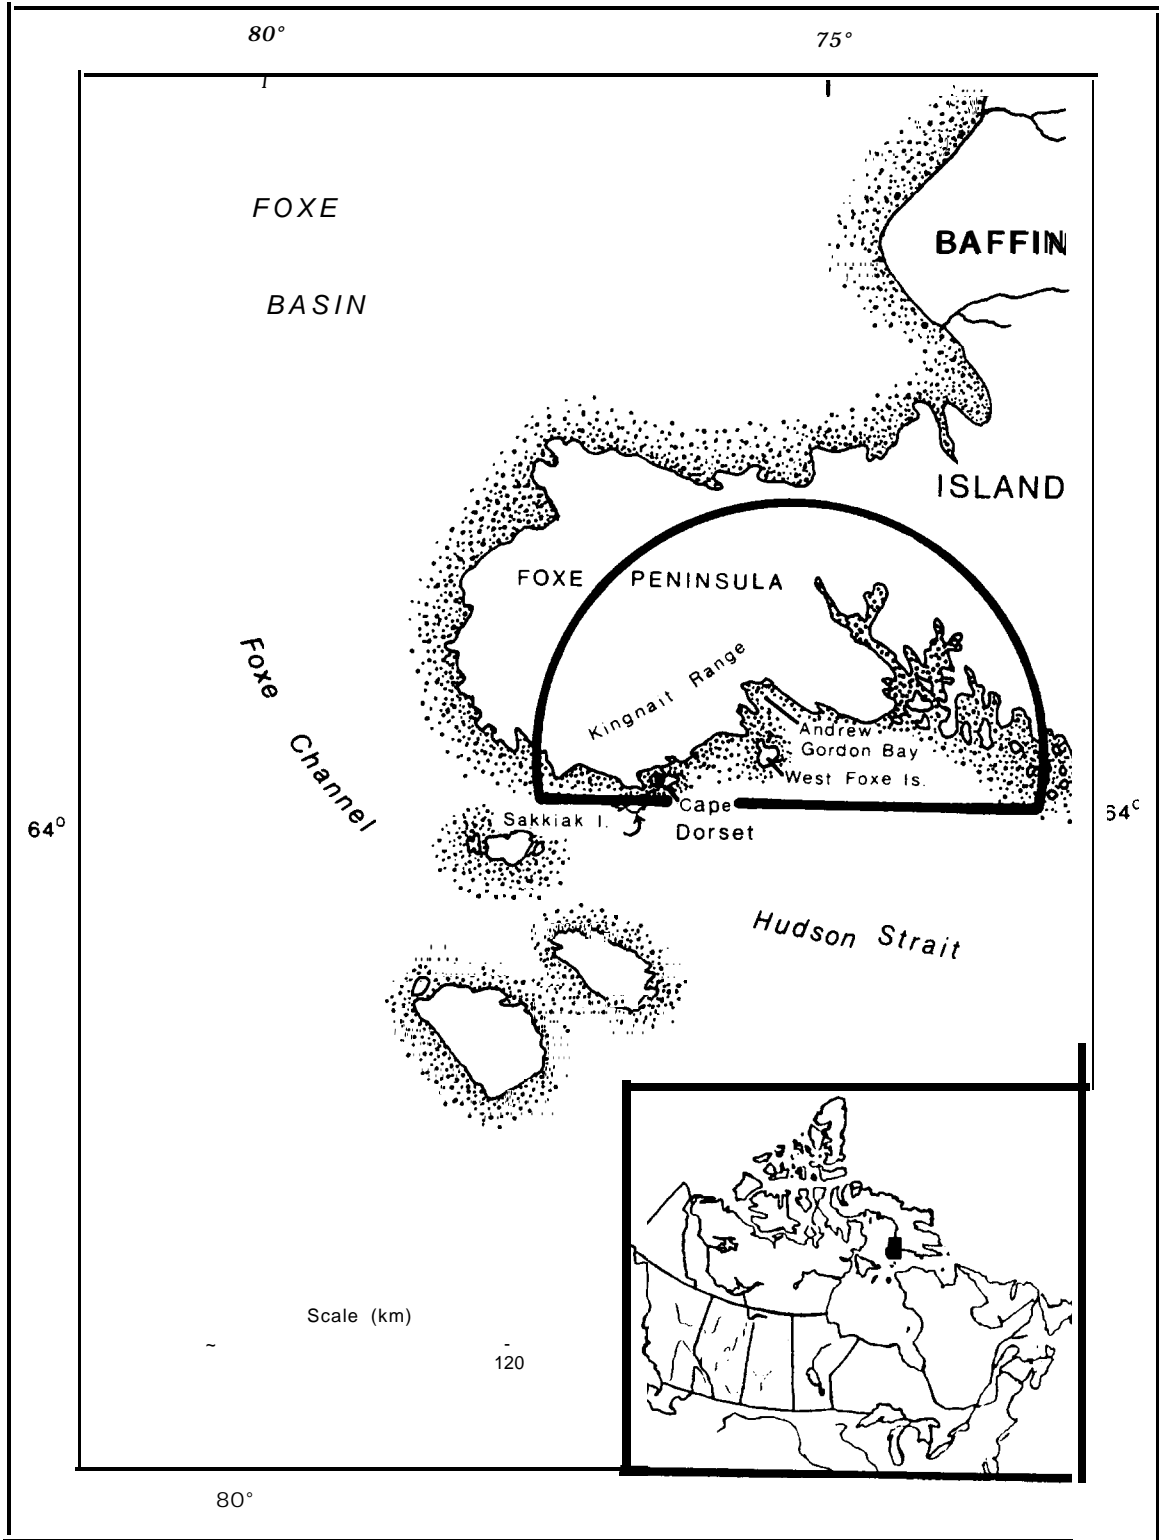 80°
75°
FOXE
BASIN
BAFFIN
ISLAND
FOXE PENINSULA
Kingnait Range
Foxe Channel
Andrew
Gordon Bay
West Foxe Is.
Cape
Dorset
Sakkiak I.
64°
64°
Hudson Strait
Scale (km)
120
80°